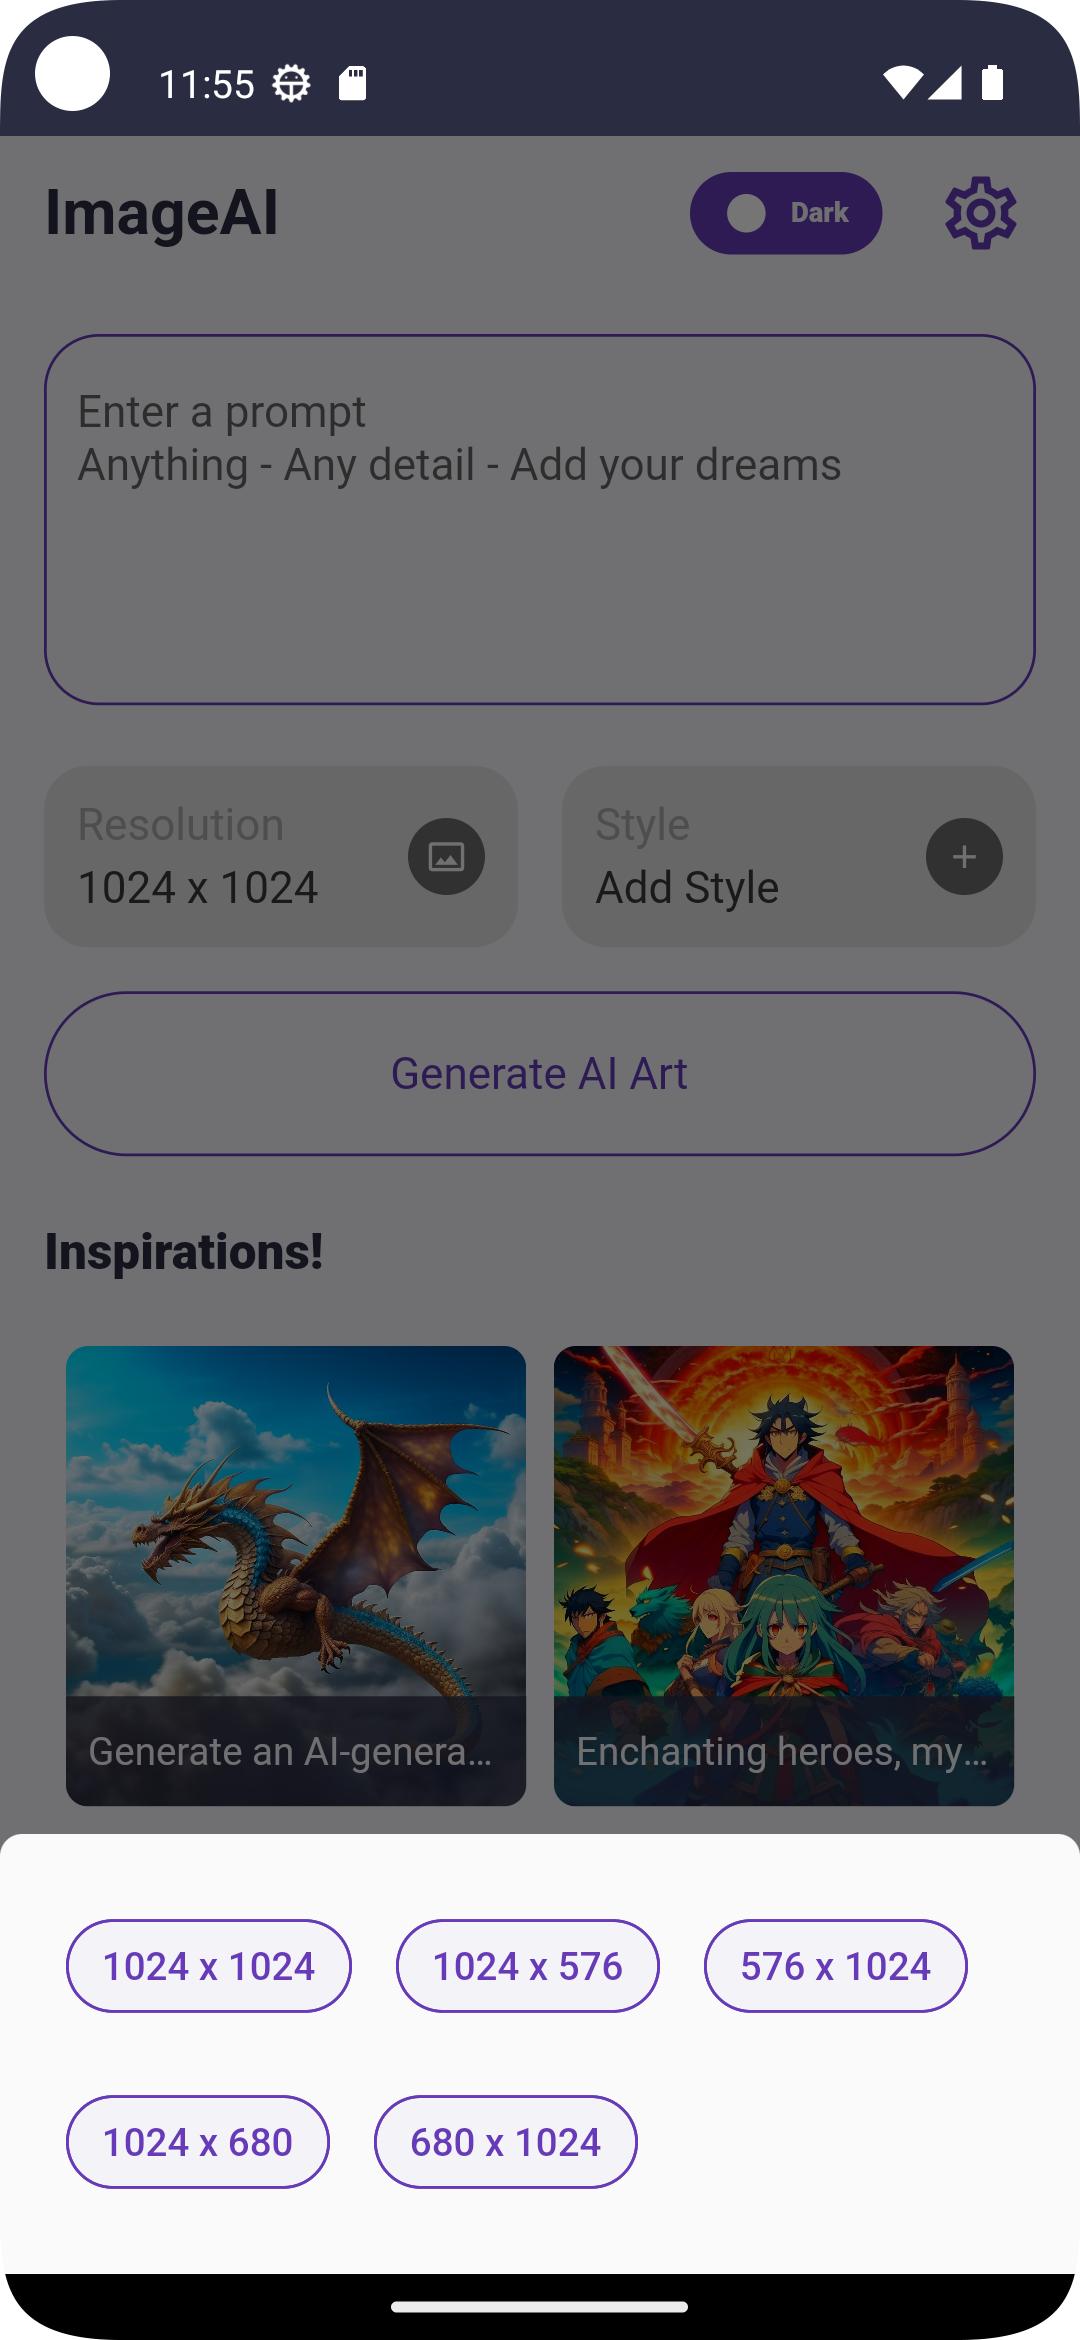 11:55
ImageAI
Dark
Enter a prompt
Anything - Any detail - Add your dreams
Resolution
1024 x 1024
Style
Add Style
Generate AI Art
Inspirations!
Generate an AI-genera...
Enchanting heroes, my...
1024 x 1024
1024 x 576
576 x 1024
1024 x 680
680 x 1024